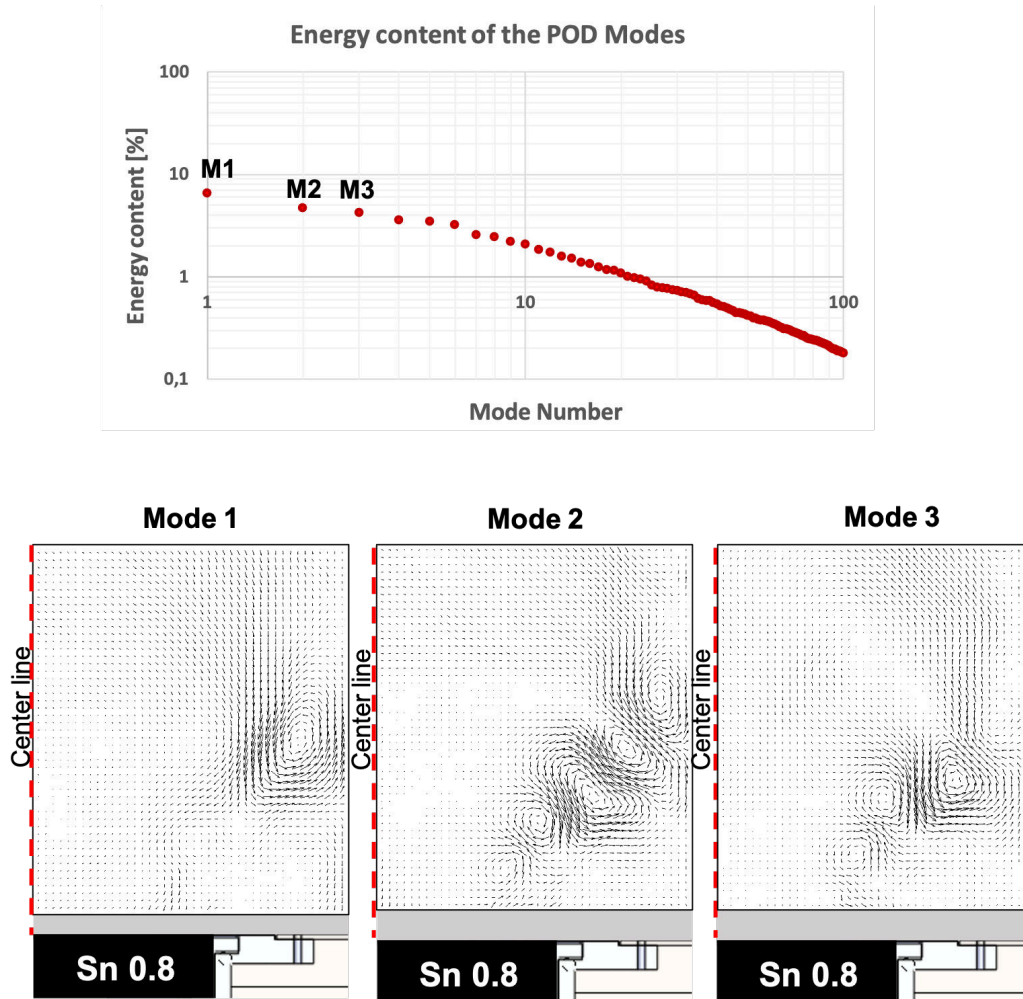 Energy content of the POD Modes
Energy content [%]
100
10
1
0,1
M1
M2
M3
1
10
100
Mode Number
Mode 1
Mode 2
Mode 3
Center line
Center line
Center line
Sn 0.8
Sn 0.8
Sn 0.8